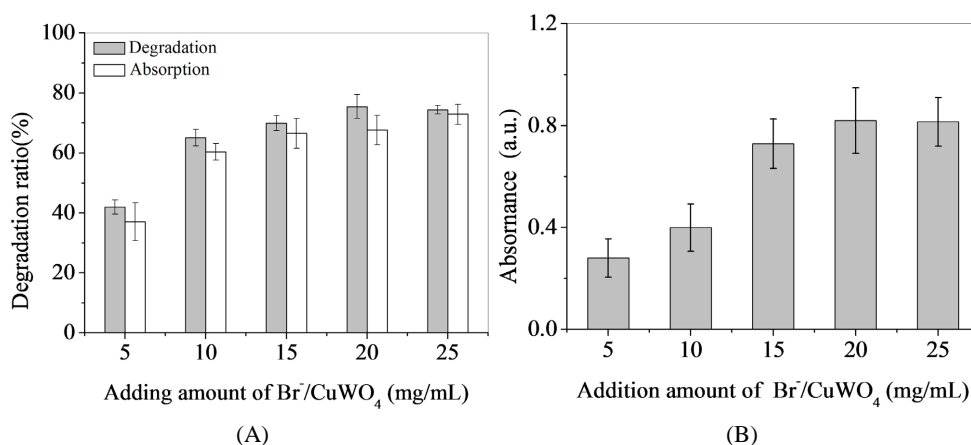 100
80
60
40
20
0
Degradation ratio(%)
Degradation
Absorption
5 10 15 20 25
Adding amount of Br⁻/CuWO₄ (mg/mL)
(A)
1.2
0.8
0.4
0.0
Absornance (a.u.)
5 10 15 20 25
Addition amount of Br⁻/CuWO₄ (mg/mL)
(B)